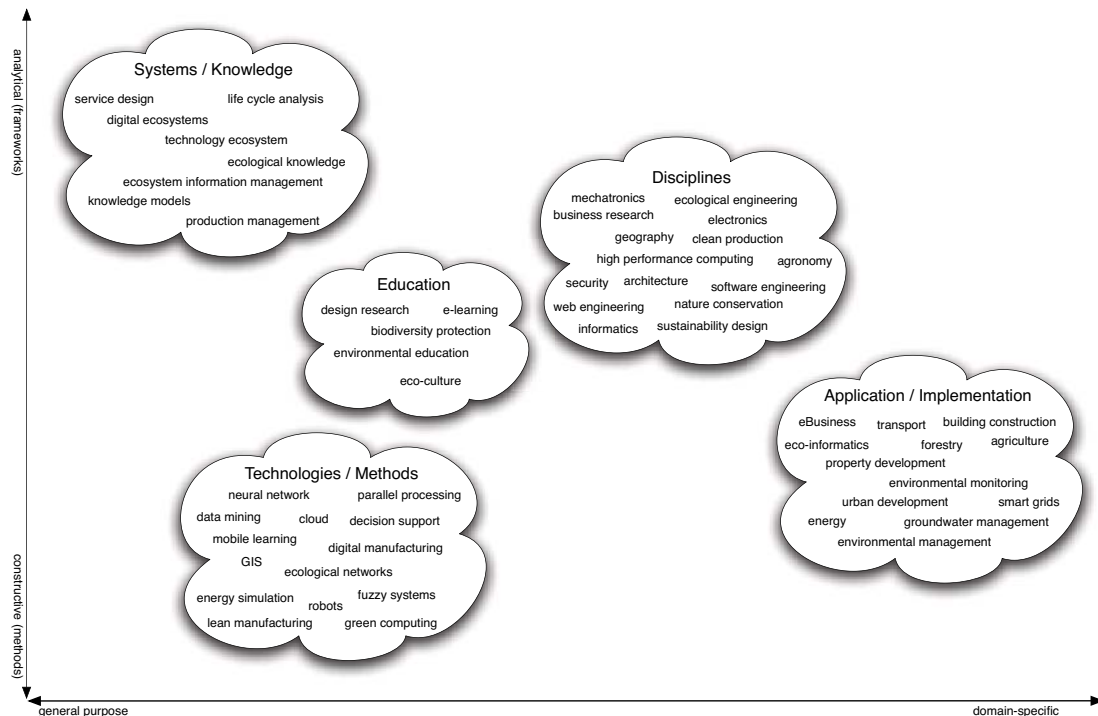 analytical (frameworks)
constructive (methods)
Systems / Knowledge
service design
life cycle analysis
digital ecosystems
technology ecosystem
ecological knowledge
ecosystem information management
knowledge models
production management
Education
design research
e-learning
biodiversity protection
environmental education
eco-culture
Disciplines
mechatronics
ecological engineering
business research
electronics
geography
clean production
high performance computing
agronomy
security
architecture
software engineering
web engineering
nature conservation
informatics
sustainability design
Technologies / Methods
neural network
parallel processing
data mining
cloud
decision support
mobile learning
digital manufacturing
GIS
ecological networks
energy simulation
robots
fuzzy systems
lean manufacturing
green computing
Application / Implementation
eBusiness
transport
building construction
eco-informatics
forestry
agriculture
property development
environmental monitoring
urban development
smart grids
energy
groundwater management
environmental management
general purpose
domain-specific